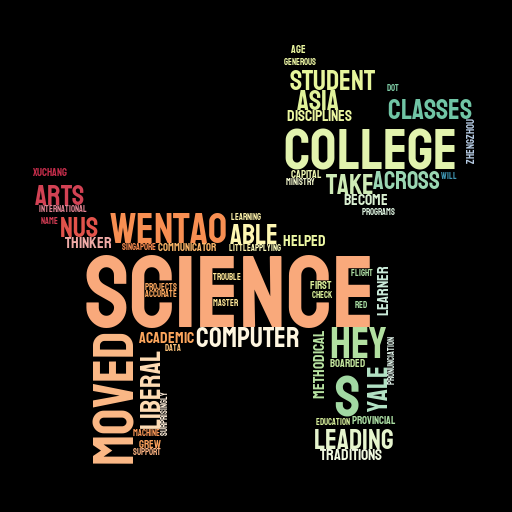 AGE
GENEROUS
STUDENT
DOT
ASIA
CLASSES
DISCIPLINES
ZHENGZHOU
COLLEGE
XUCHANG
CAPITAL
MINISTRY
TAKE
ACROSS
WILL
ARTS
BECOME
INTERNATIONAL
PROGRAMS
NAME
NUS
WENTAO
LEARNING
ABLE
THINKER
SINGAPORE
COMMUNICATOR
LITTLE
APPLYING
HELPED
SCIENCE
TROUBLE
FLIGHT
LEARNER
PROJECTS
ACCURATE
FIRST
CHECK
MASTER
RED
MOVED
ACADEMIC
COMPUTER
HEY
DATA
METHODICAL
PRONUNCIATION
LIBERAL
BOARDED
YALE
S
SURPRISINGLY
EDUCATION
PROVINCIAL
MACHINE
GREW
LEADING
SUPPORT
TRADITIONS